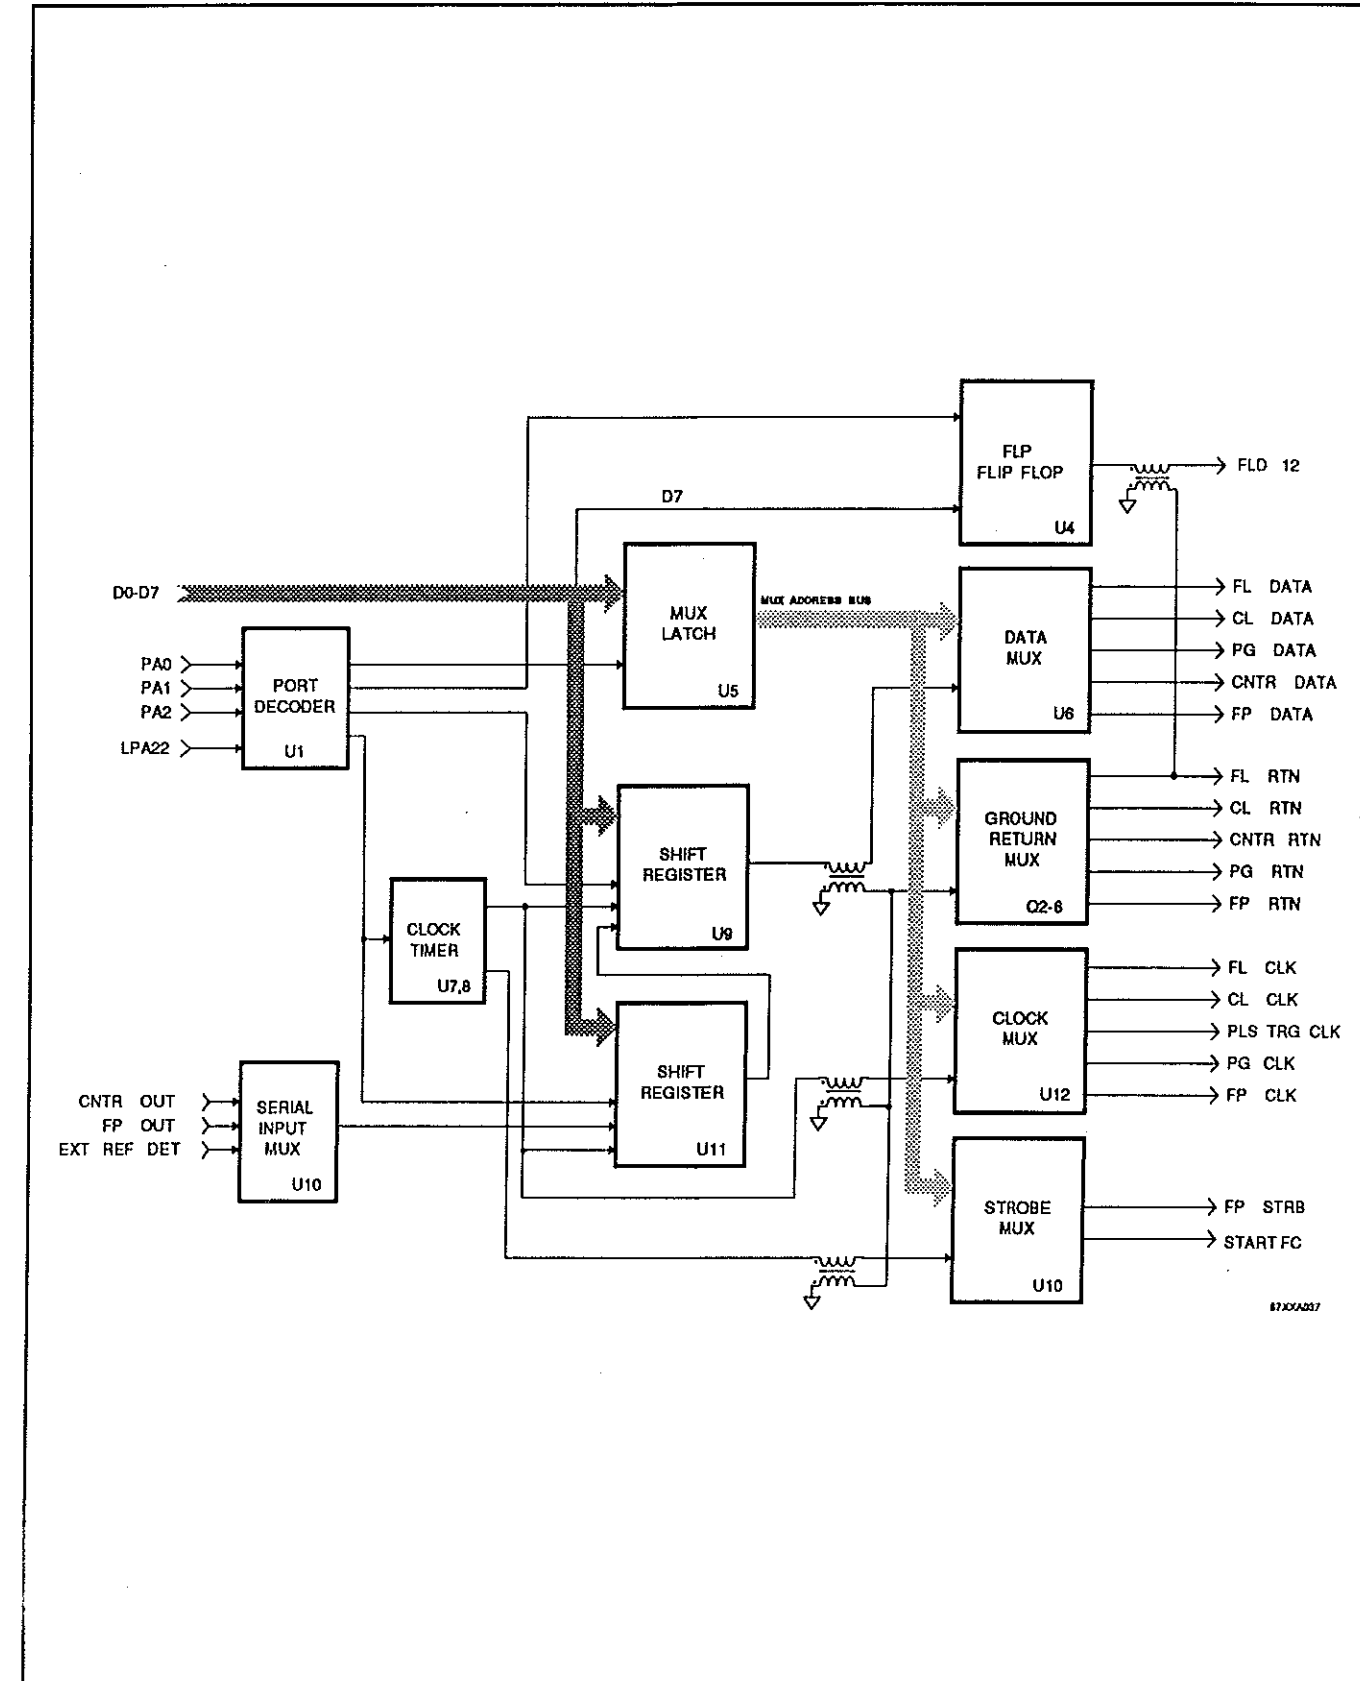 FLP
FLIP FLOP
U4
FLD 12
D7
D0-D7
MUX
LATCH
U5
MUX ADDRESS BUS
DATA
MUX
U6
FL DATA
CL DATA
PG DATA
CNTR DATA
FP DATA
PA0
PA1
PA2
LPA22
PORT
DECODER
U1
SHIFT
REGISTER
U9
GROUND
RETURN
MUX
Q2-6
FL RTN
CL RTN
CNTR RTN
PG RTN
FP RTN
CLOCK
TIMER
U7,8
CLOCK
MUX
U12
FL CLK
CL CLK
PLS TRG CLK
PG CLK
FP CLK
CNTR OUT
FP OUT
EXT REF DET
SERIAL
INPUT
MUX
U10
SHIFT
REGISTER
U11
STROBE
MUX
U10
FP STRB
START FC
67XXA037